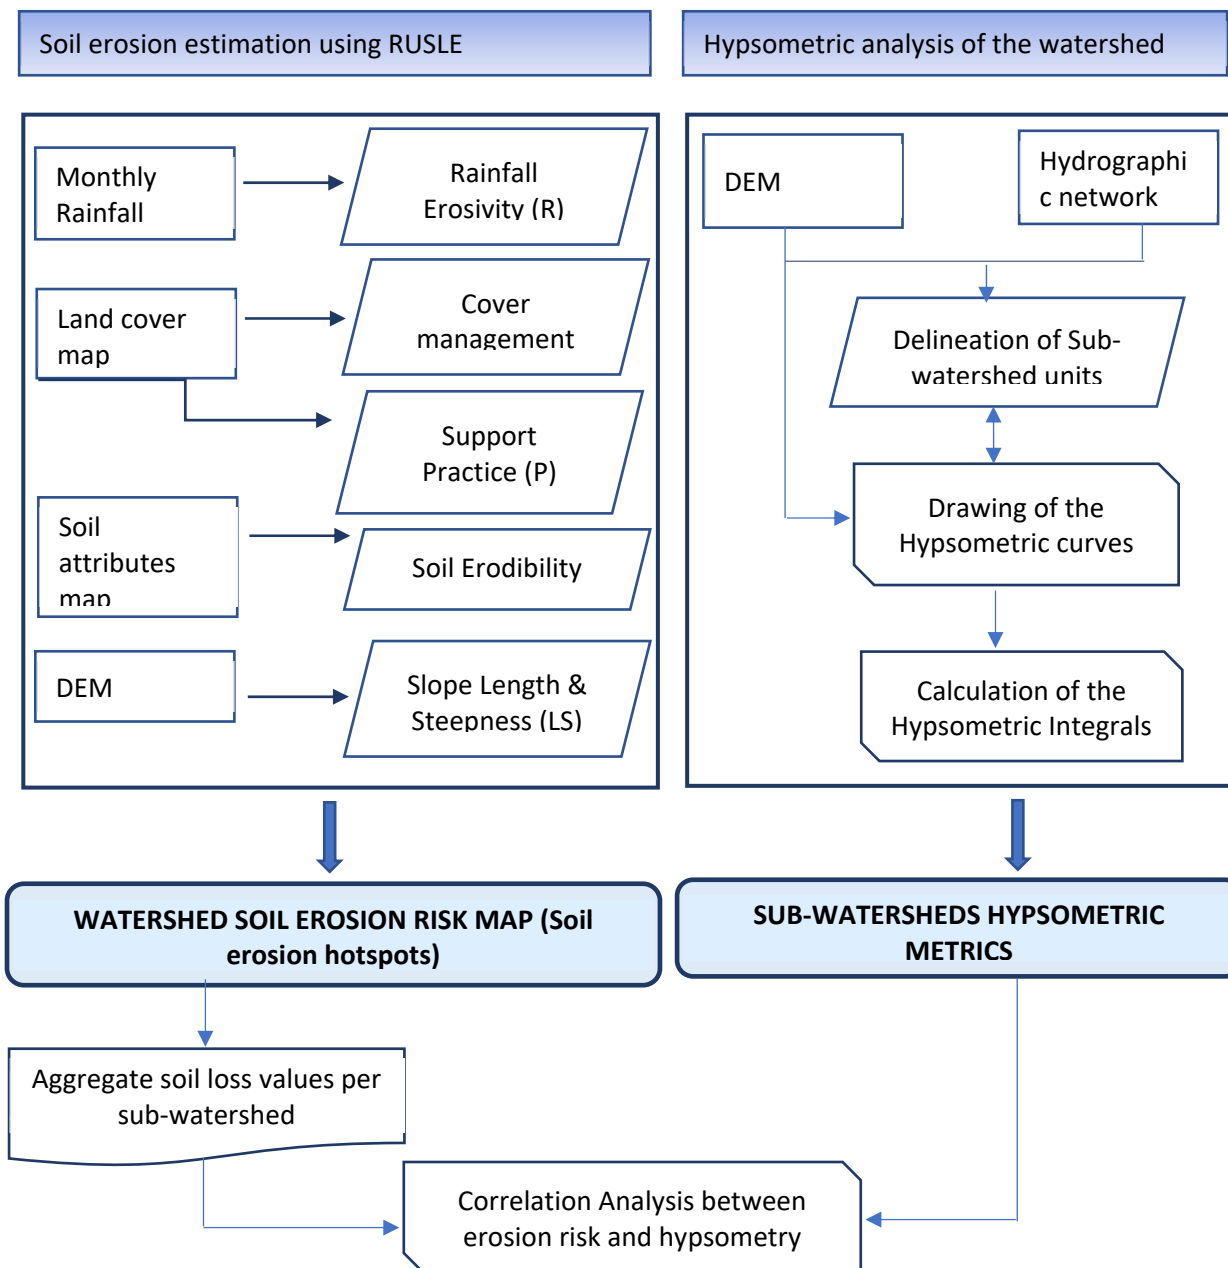 Soil erosion estimation using RUSLE
Hypsometric analysis of the watershed
Monthly
Rainfall
Rainfall
Erosivity (R)
Land cover
map
Cover
management
Support
Practice (P)
Soil
attributes
map
Soil Erodibility
DEM
Slope Length &
Steepness (LS)
DEM
Hydrographi
c network
Delineation of Sub-
watershed units
Drawing of the
Hypsometric curves
Calculation of the
Hypsometric Integrals
WATERSHED SOIL EROSION RISK MAP (Soil
erosion hotspots)
SUB-WATERSHEDS HYPSOMETRIC
METRICS
Aggregate soil loss values per
sub-watershed
Correlation Analysis between
erosion risk and hypsometry